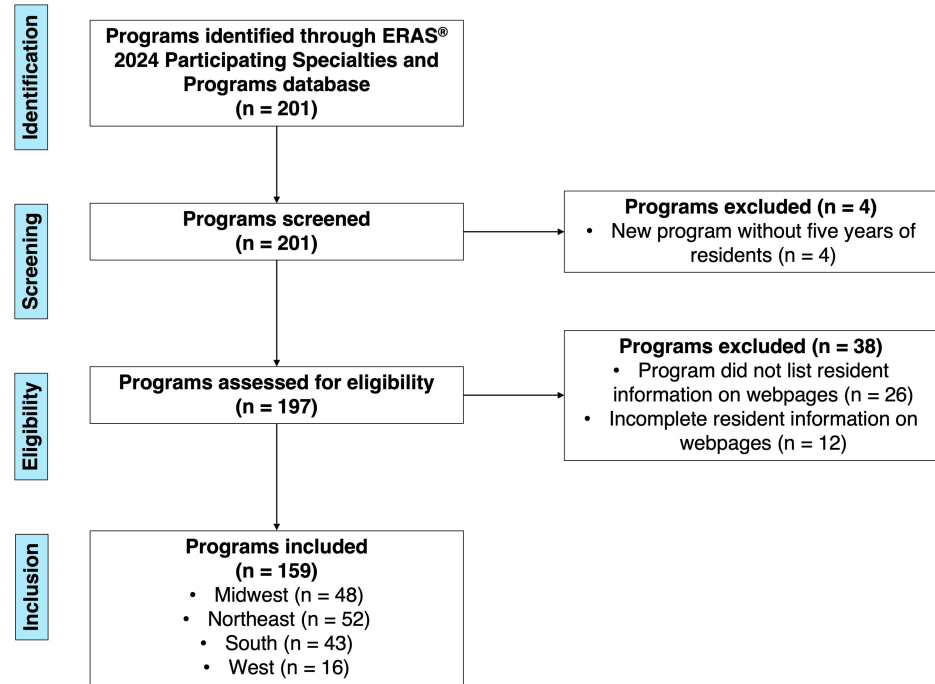 Identification
Programs identified through ERAS®
2024 Participating Specialties and
Programs database
(n = 201)
Screening
Programs screened
(n = 201)
Programs excluded (n = 4)
• New program without five years of
residents (n = 4)
Eligibility
Programs assessed for eligibility
(n = 197)
Programs excluded (n = 38)
• Program did not list resident
information on webpages (n = 26)
• Incomplete resident information on
webpages (n = 12)
Inclusion
Programs included
(n = 159)
• Midwest (n = 48)
• Northeast (n = 52)
• South (n = 43)
• West (n = 16)